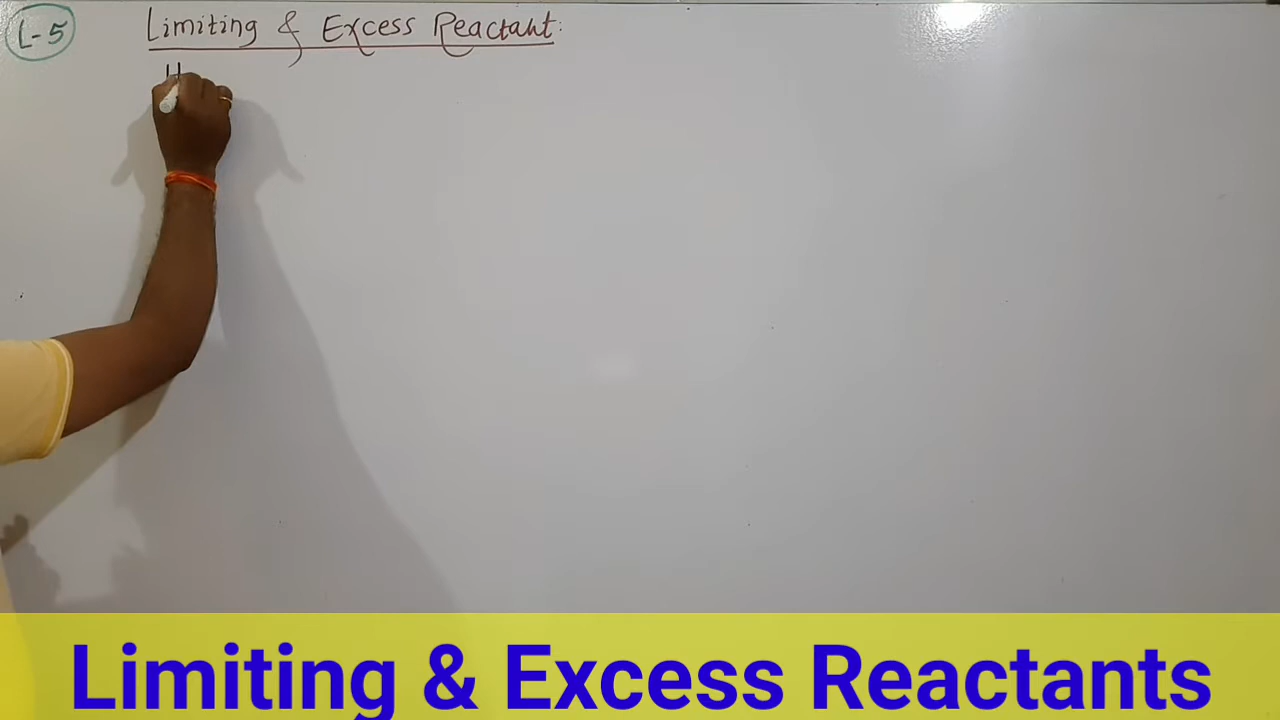 L-5
Limiting & Excess Reactant:
Limiting & Excess Reactants